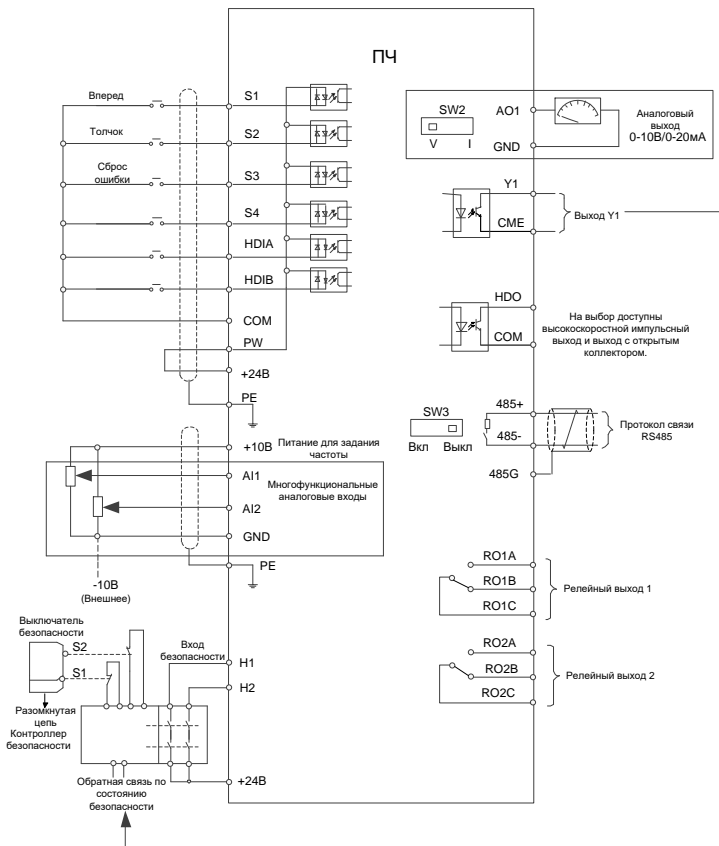 ПЧ
Вперед
S1
Толчок
S2
Сброс
ошибки
S3
S4
HDIA
HDIB
COM
PW
+24В
PE
+10В
Питание для задания
частоты
AI1
Многофункциональные
аналоговые входы
AI2
GND
PE
-10В
(Внешнее)
Выключатель
безопасности
S2
S1
Вход
безопасности
H1
H2
Разомкнутая
цепь
Контроллер
безопасности
+24В
Обратная связь по
состоянию
безопасности
SW2
V I
AO1
GND
Аналоговый
выход
0-10В/0-20мА
Y1
CME
Выход Y1
HDO
COM
На выбор доступны
высокоскоростной импульсный
выход и выход с открытым
коллектором.
SW3
Вкл Выкл
485+
485-
485G
Протокол связи
RS485
RO1A
RO1B
RO1C
Релейный выход 1
RO2A
RO2B
RO2C
Релейный выход 2